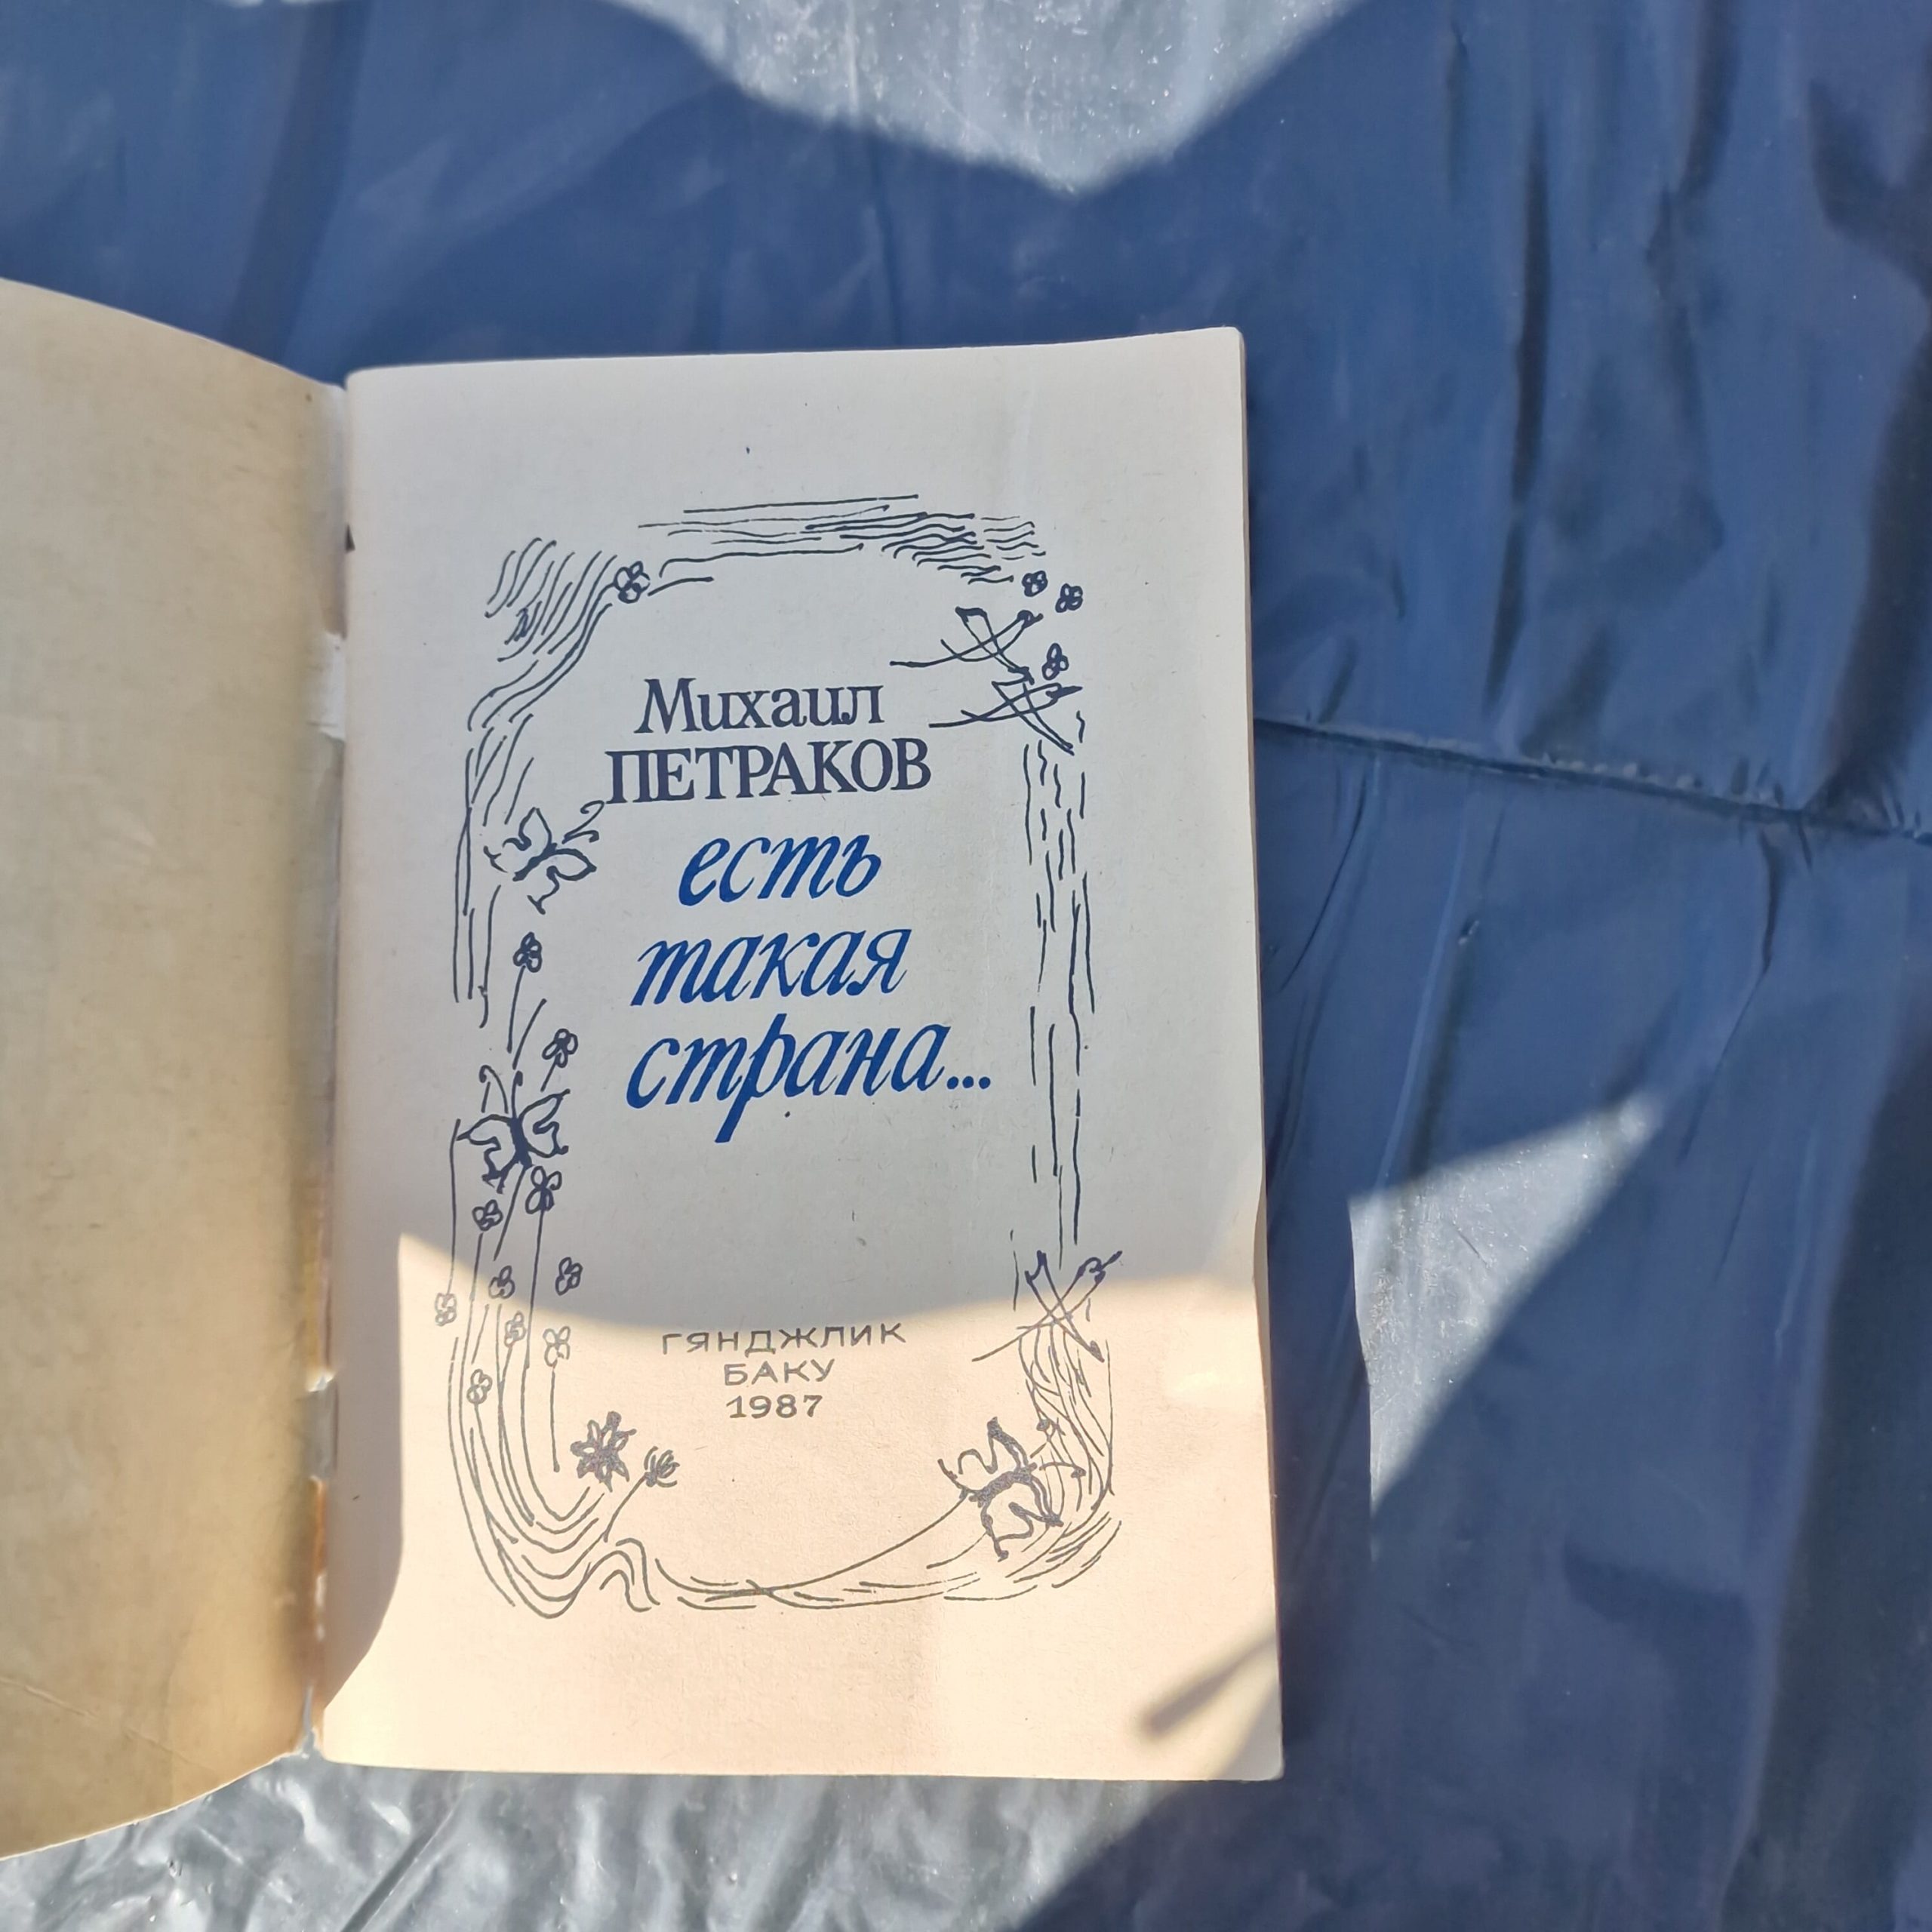 Михаил
ПЕТРАКОВ
есть
такая
страна...
ГЯНДЖЛИК
БАКУ
1987